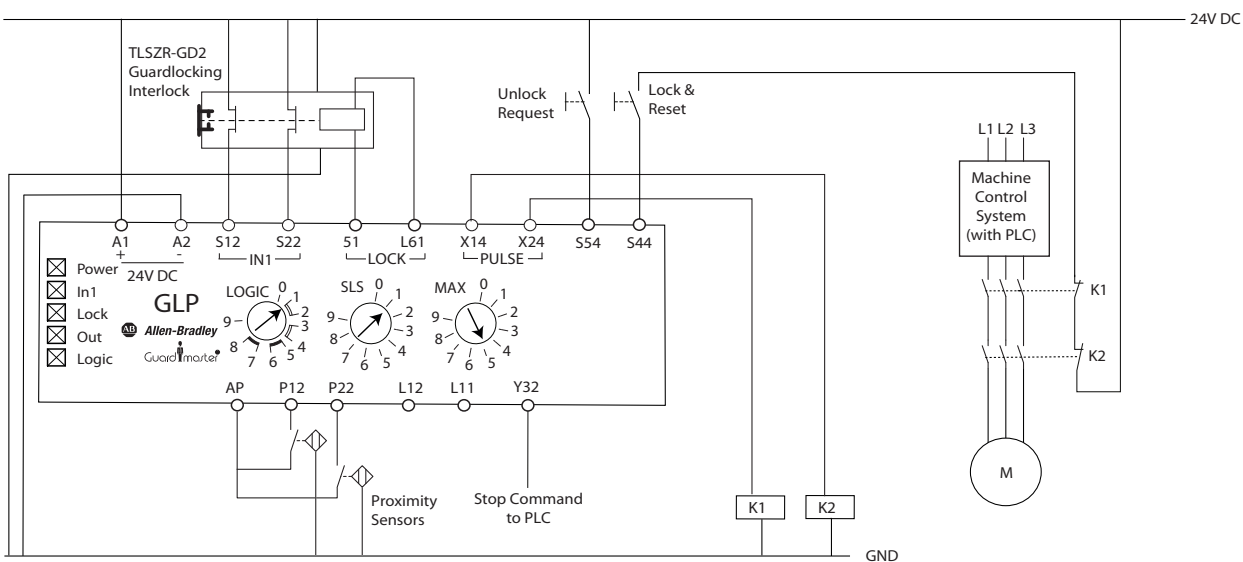 24V DC
TLSZR-GD2
Guardlocking
Interlock
Unlock
Request
Lock &
Reset
L1 L2 L3
Machine
Control
System
(with PLC)
A1
A2
S12
S22
51
L61
X14
X24
S54
S44
+
-
IN1
LOCK
PULSE
24V DC
Power
In1
Lock
Out
Logic
GLP
AB Allen-Bradley
Guardmaster
LOGIC
0
1
2
3
4
5
6
7
8
9
SLS
0
1
2
3
4
5
6
7
8
9
MAX
0
1
2
3
4
5
6
7
8
9
K1
K2
AP
P12
P22
L12
L11
Y32
M
Proximity
Sensors
Stop Command
to PLC
K1
K2
GND